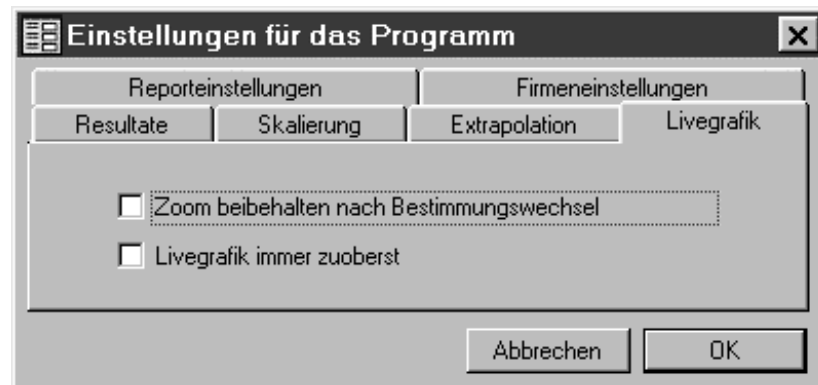 Einstellungen für das Programm
Reporteinstellungen Firmeneinstellungen
Resultate Skalierung Extrapolation Livegrafik
Zoom beibehalten nach Bestimmungswechsel
Livegrafik immer zuoberst
Abbrechen OK